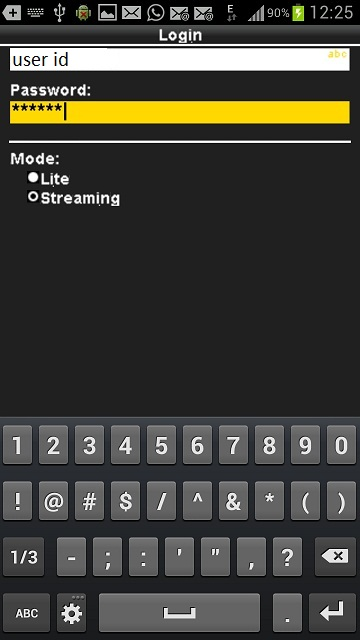 E 90% 12:25
Login
user id abc
Password:
******
Mode:
Lite
Streaming
1 2 3 4 5 6 7 8 9 0
! @ # $ / ^ & * ( )
1/3 - ; : ' " , ?
ABC .